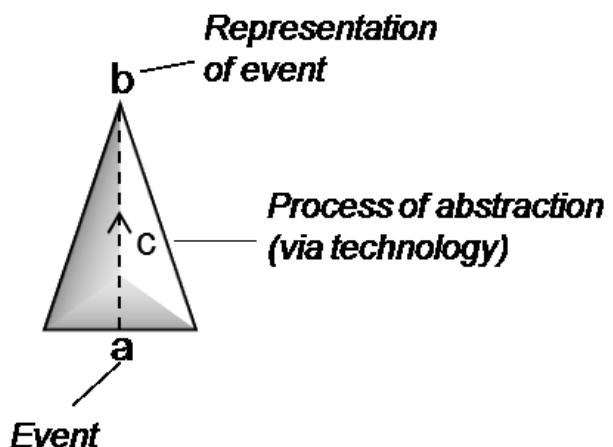 Representation
of event
b
c
Process of abstraction
(via technology)
a
Event